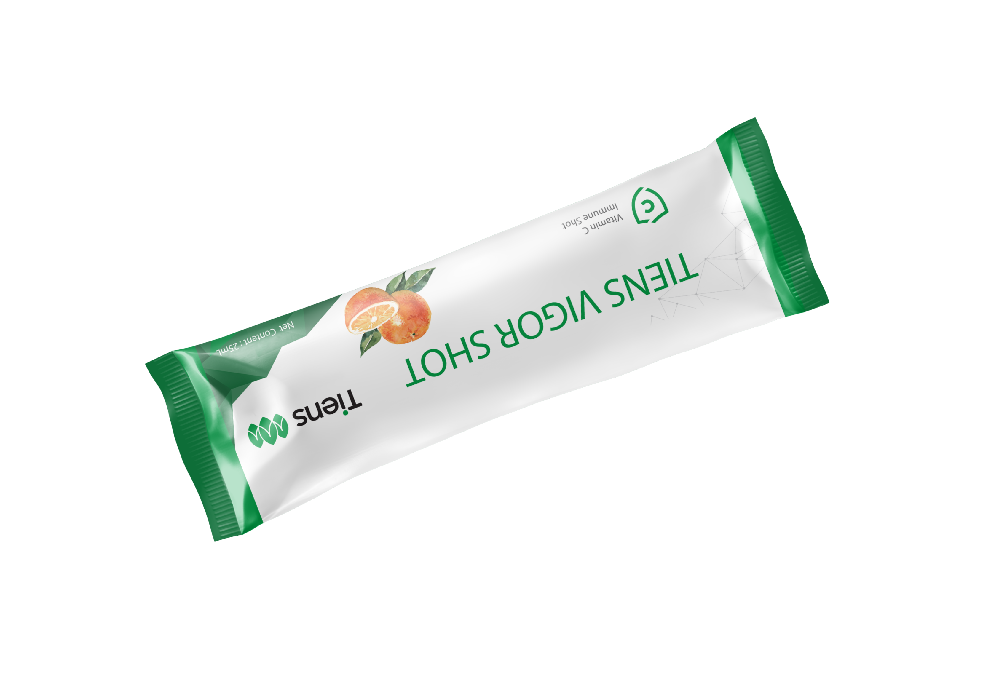 Tiens
Net Content : 25mL
TIENS VIGOR SHOT
C
Vitamin C
Immune Shot